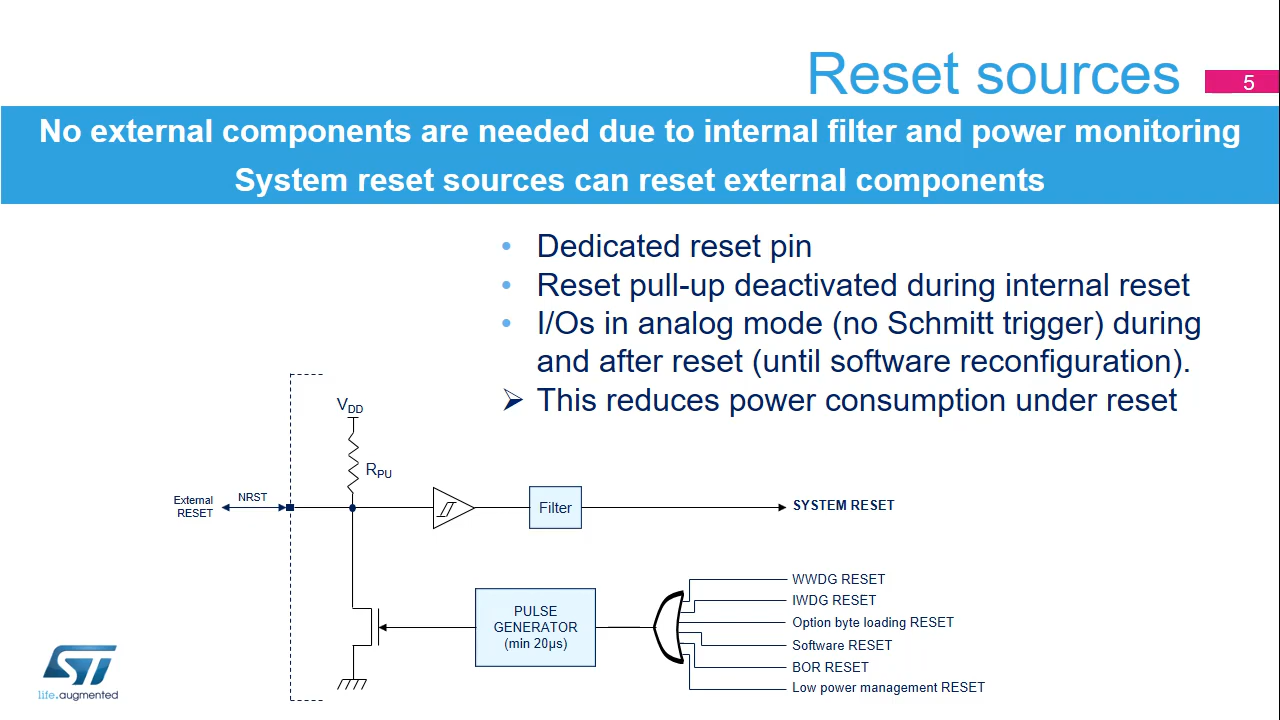 Reset sources
5
No external components are needed due to internal filter and power monitoring
System reset sources can reset external components
• Dedicated reset pin
• Reset pull-up deactivated during internal reset
• I/Os in analog mode (no Schmitt trigger) during
and after reset (until software reconfiguration).
➢ This reduces power consumption under reset
VDD
RPU
External
RESET
NRST
Filter
SYSTEM RESET
PULSE
GENERATOR
(min 20µs)
WWDG RESET
IWDG RESET
Option byte loading RESET
Software RESET
BOR RESET
Low power management RESET
ST
life.augmented